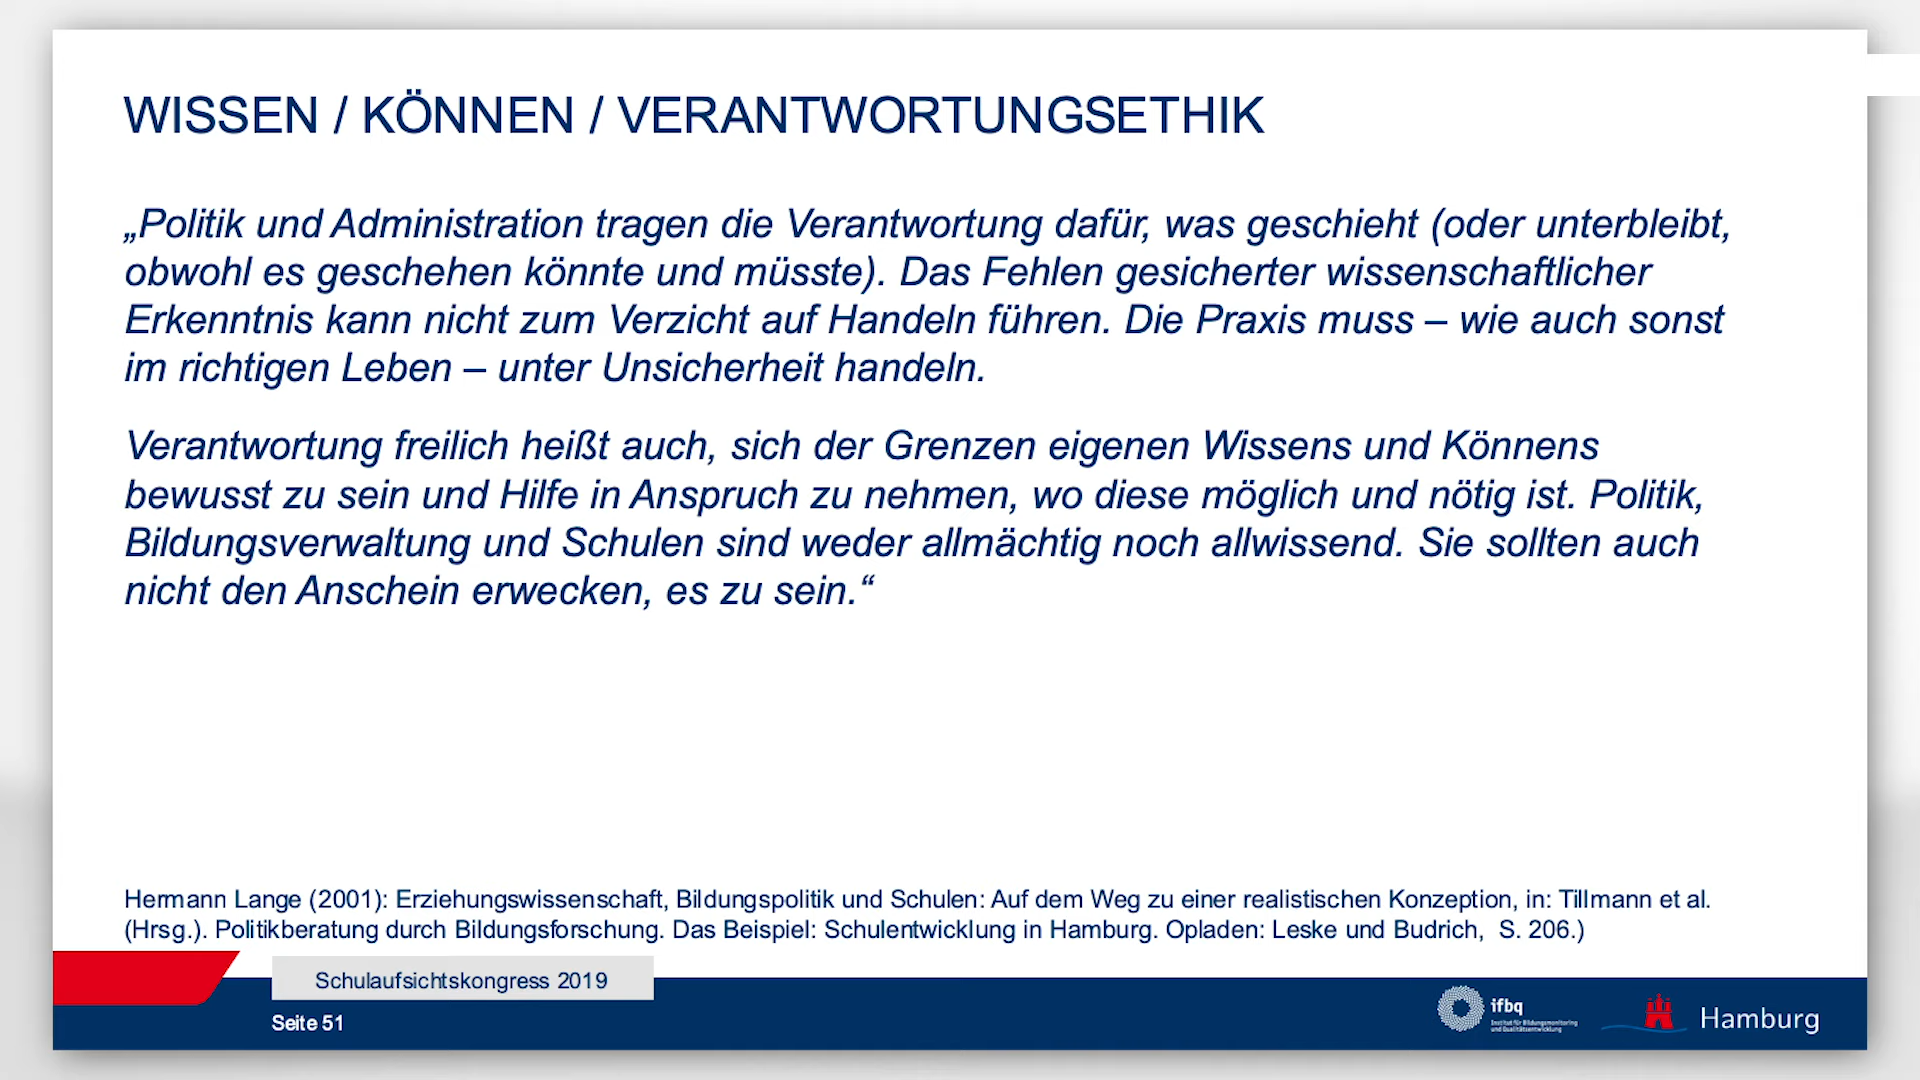 WISSEN / KÖNNEN / VERANTWORTUNGSETHIK
„Politik und Administration tragen die Verantwortung dafür, was geschieht (oder unterbleibt,
obwohl es geschehen könnte und müsste). Das Fehlen gesicherter wissenschaftlicher
Erkenntnis kann nicht zum Verzicht auf Handeln führen. Die Praxis muss – wie auch sonst
im richtigen Leben – unter Unsicherheit handeln.
Verantwortung freilich heißt auch, sich der Grenzen eigenen Wissens und Könnens
bewusst zu sein und Hilfe in Anspruch zu nehmen, wo diese möglich und nötig ist. Politik,
Bildungsverwaltung und Schulen sind weder allmächtig noch allwissend. Sie sollten auch
nicht den Anschein erwecken, es zu sein.“
Hermann Lange (2001): Erziehungswissenschaft, Bildungspolitik und Schulen: Auf dem Weg zu einer realistischen Konzeption, in: Tillmann et al.
(Hrsg.). Politikberatung durch Bildungsforschung. Das Beispiel: Schulentwicklung in Hamburg. Opladen: Leske und Budrich, S. 206.)
Schulaufsichtskongress 2019
Seite 51
ifbq
Institut für Bildungsmonitoring
und Qualitätsentwicklung
Hamburg